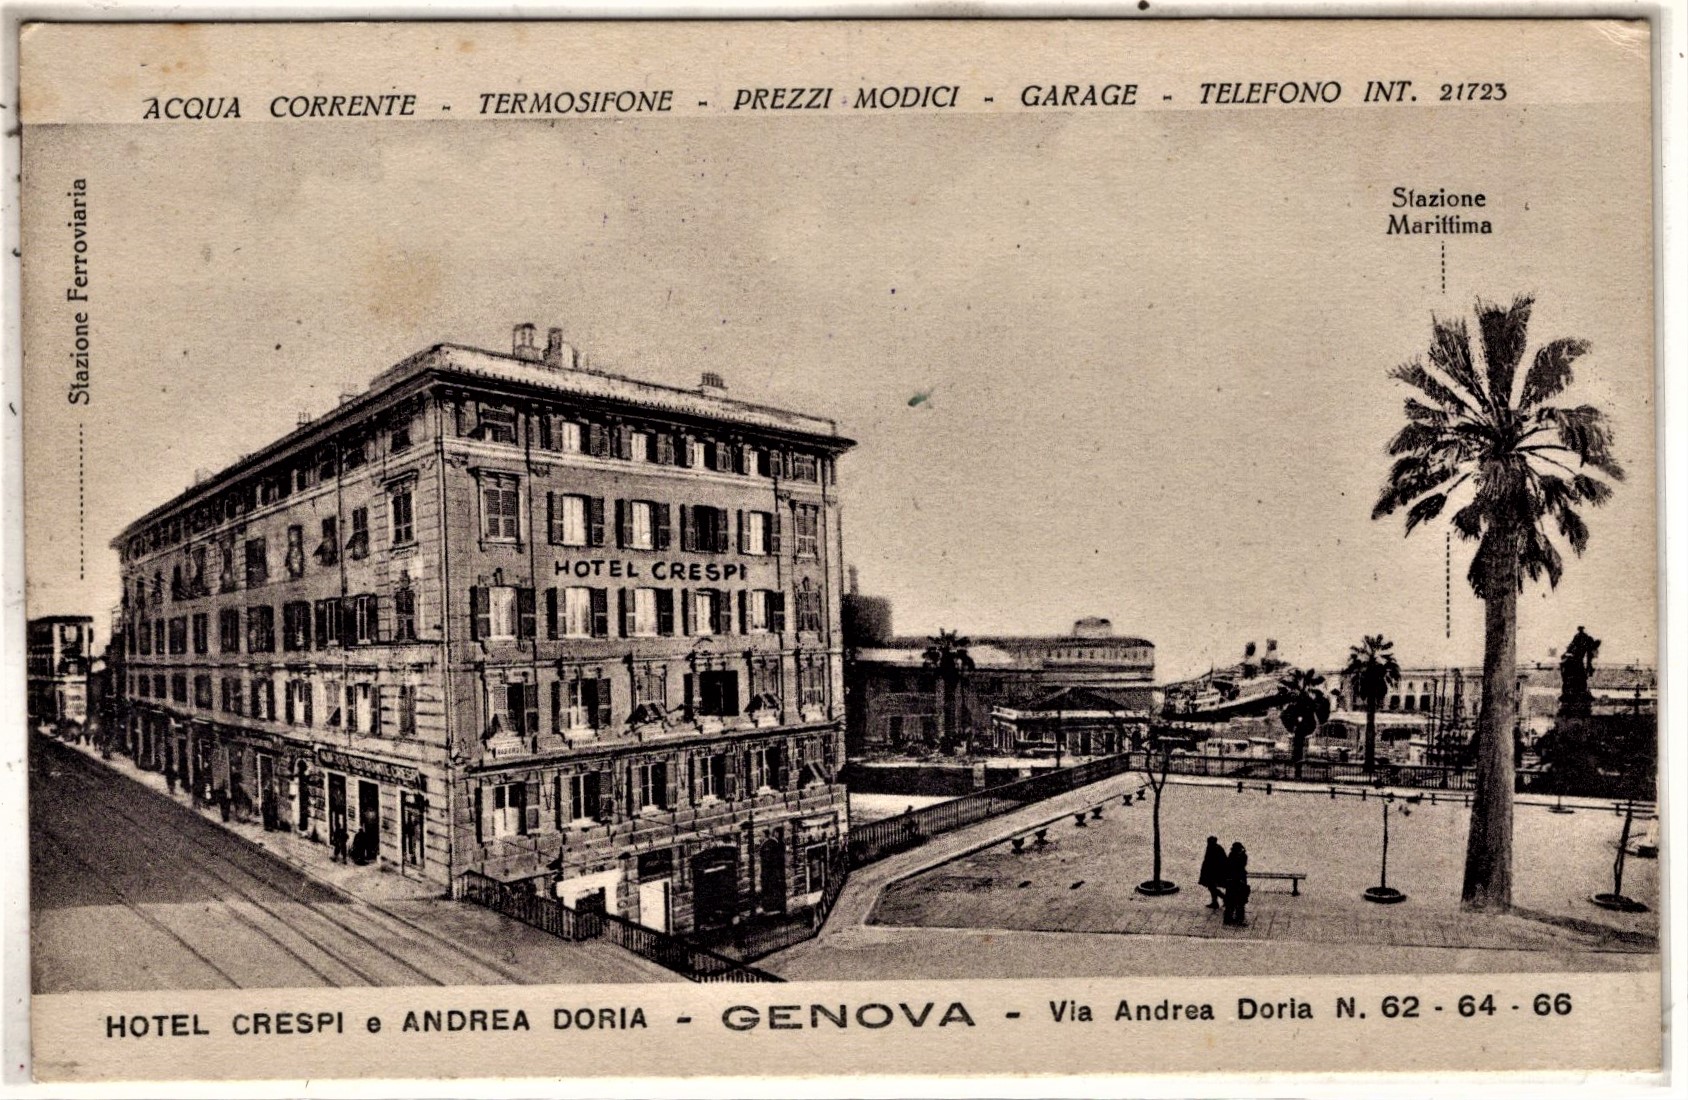 ACQUA CORRENTE - TERMOSIFONE - PREZZI MODICI - GARAGE - TELEFONO INT. 21723
Stazione Ferroviaria
Stazione
Marittima
HOTEL CRESPI
HOTEL CRESPI e ANDREA DORIA - GENOVA - Via Andrea Doria N. 62 - 64 - 66